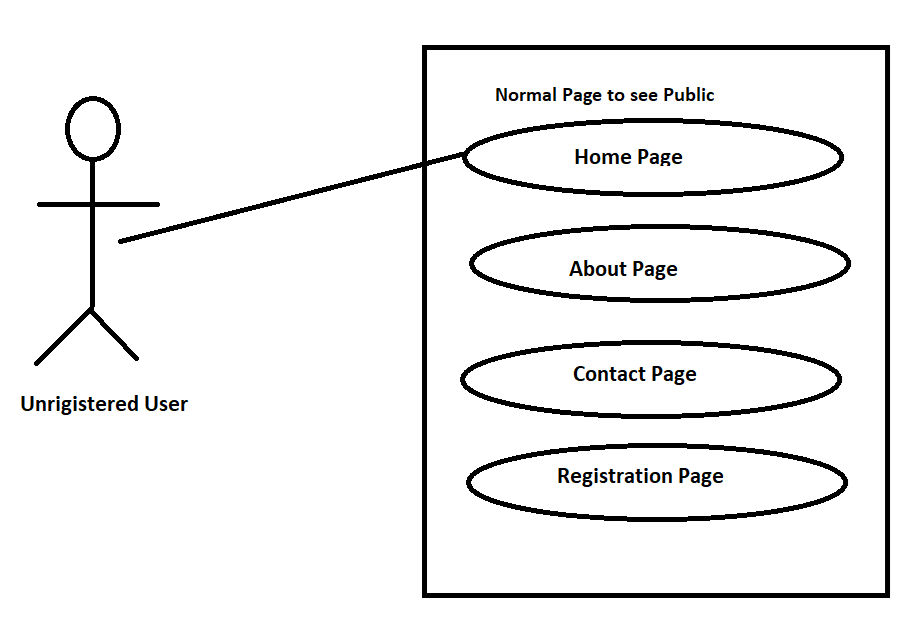 Normal Page to see Public
Home Page
About Page
Contact Page
Unrigistered User
Registration Page